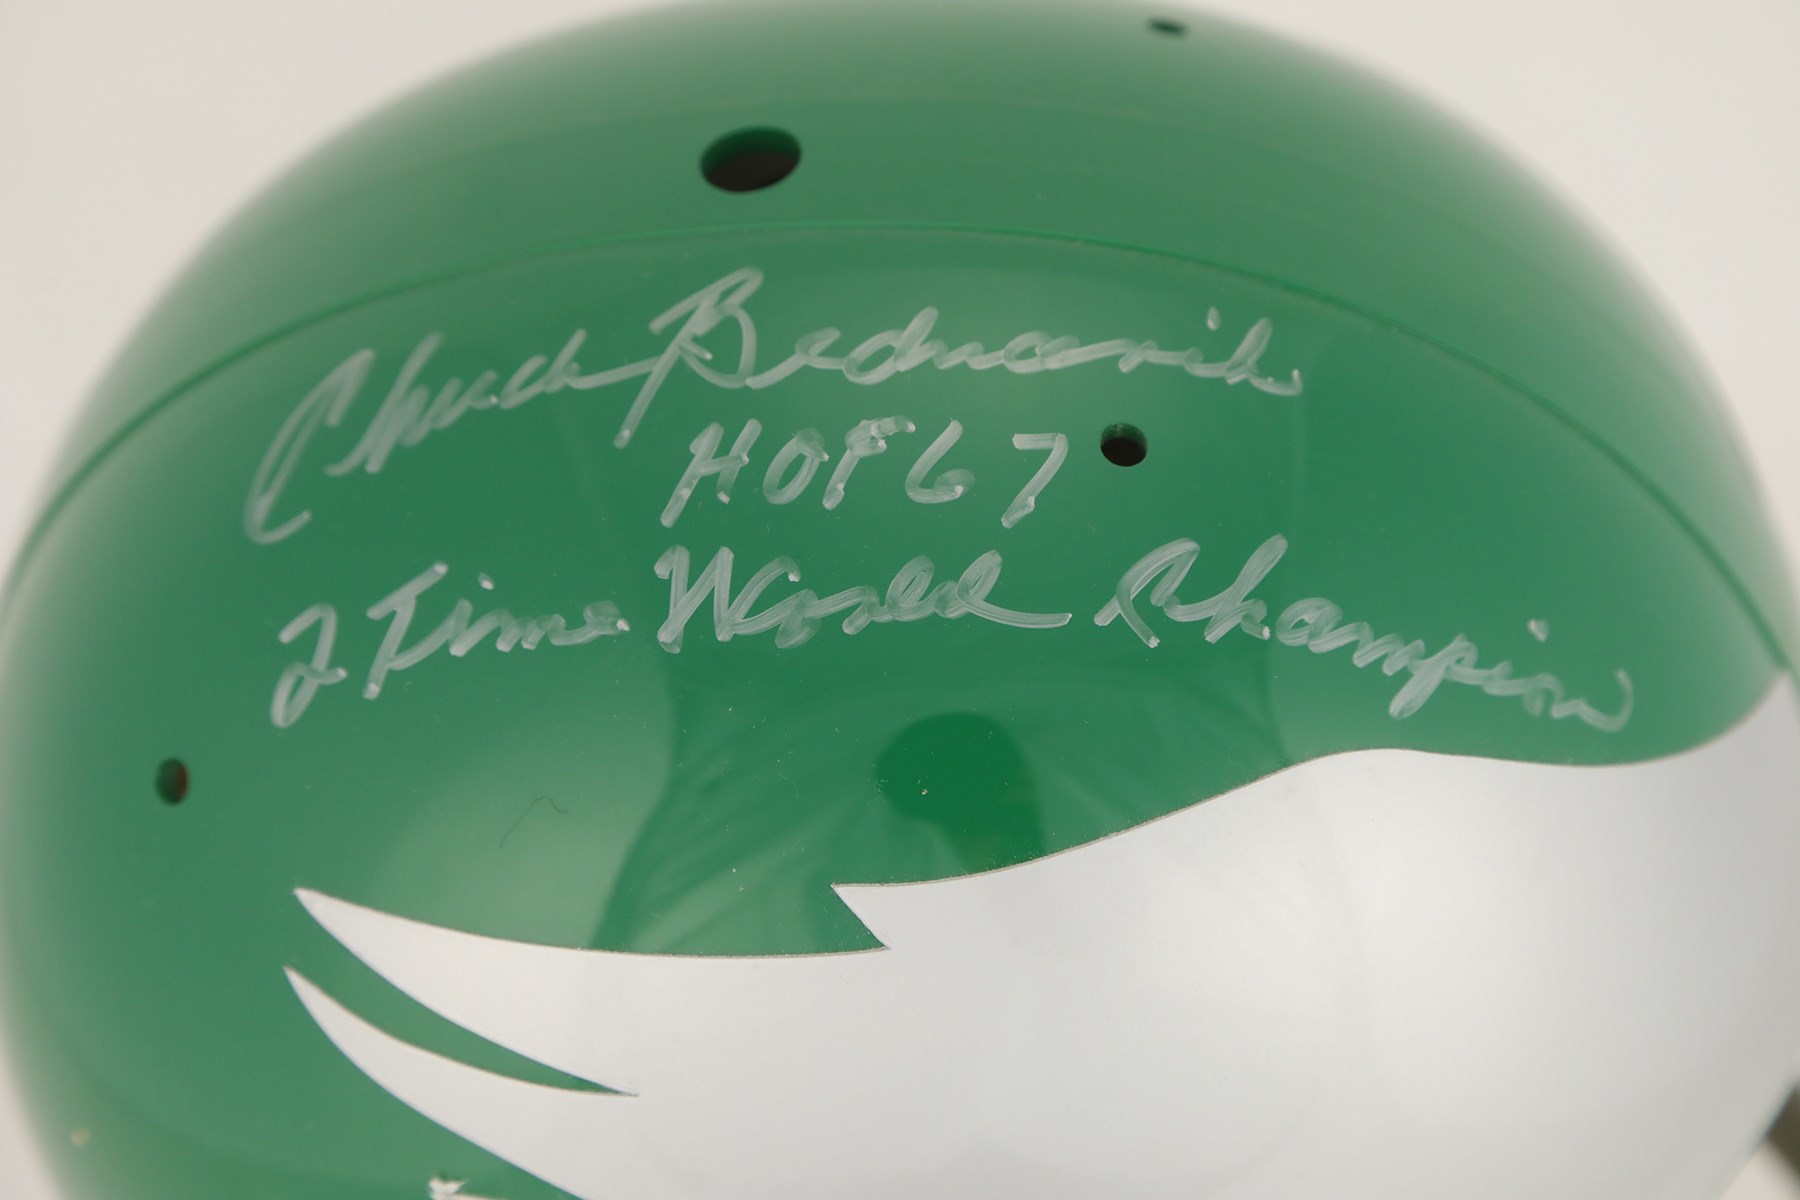 Chuck Bednarik
HOF 67
2 Time World Champion